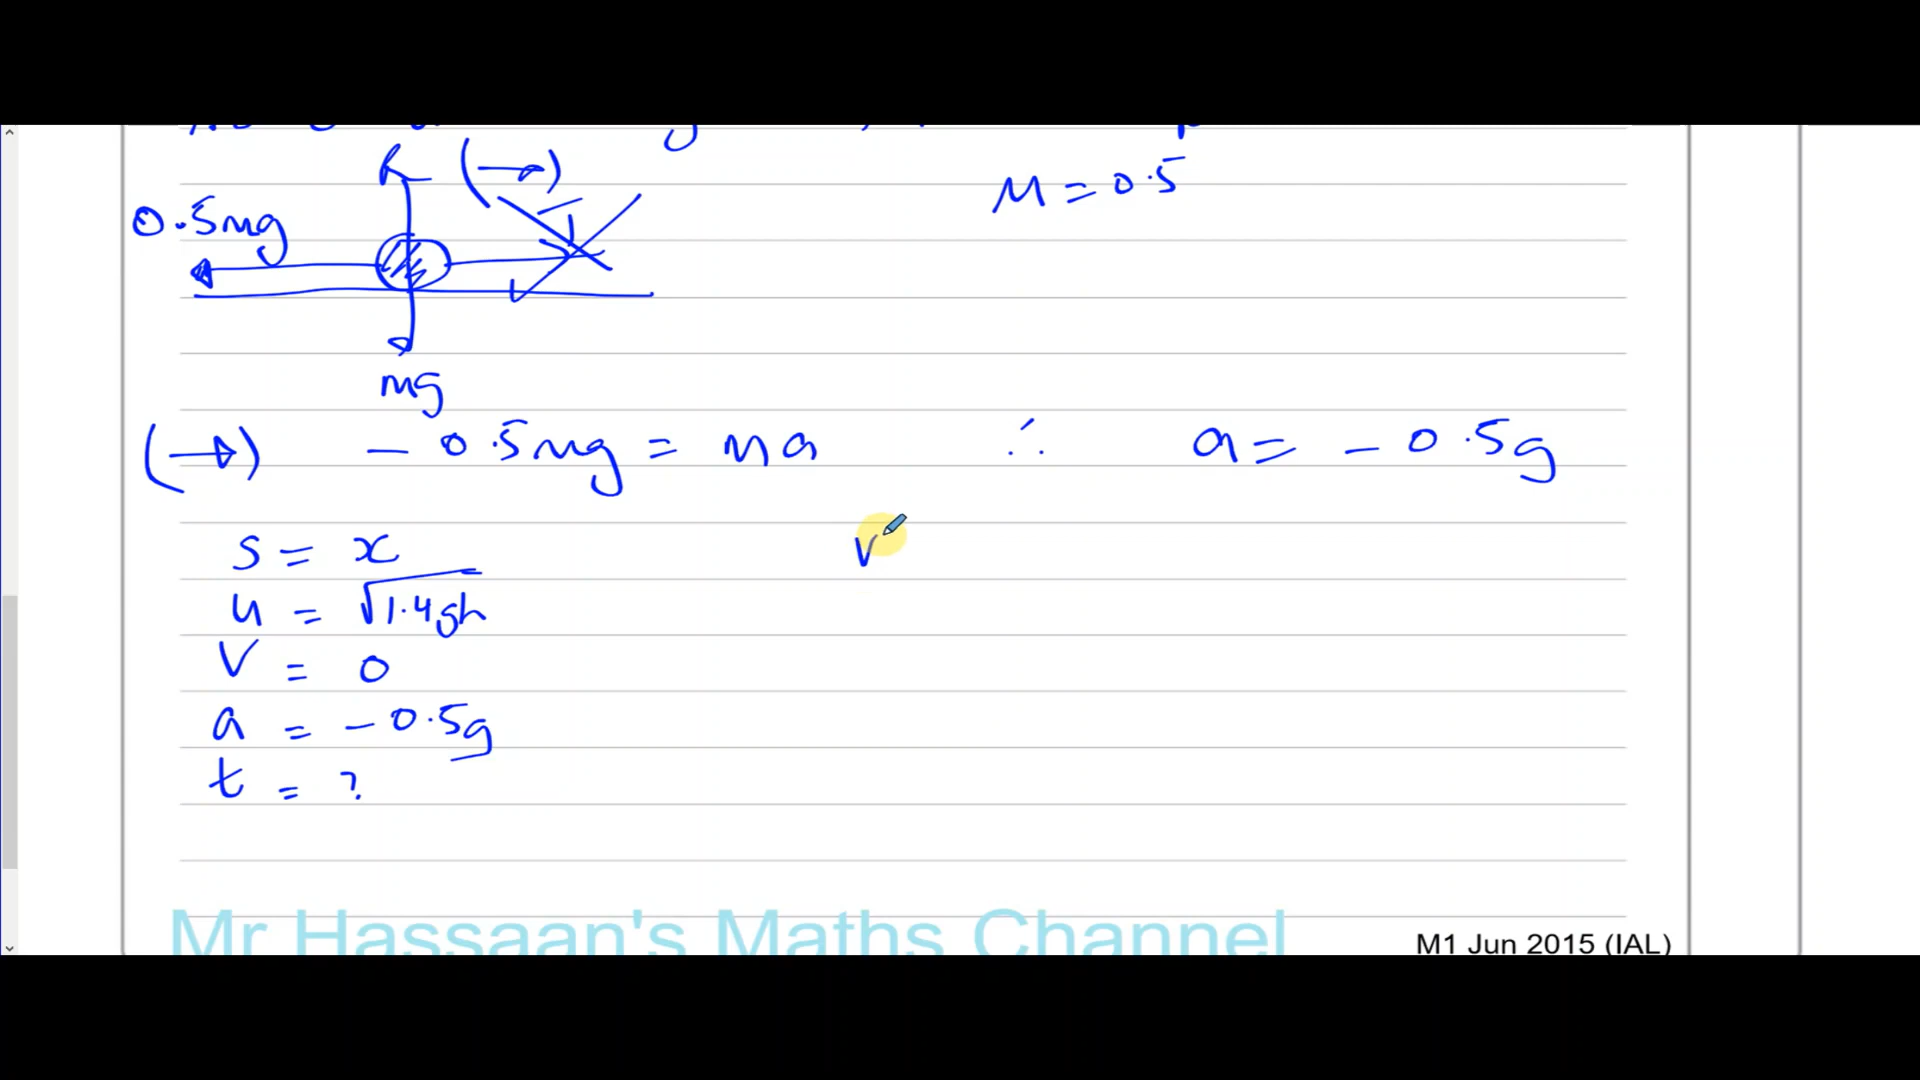 R (→)
μ = 0.5
0.5mg
T
mg
(→) - 0.5mg = ma ∴ a = - 0.5g
s = x
v
u = √1.4gh
v = 0
a = - 0.5g
t = ?
Mr Hassaan's Maths Channel
M1 Jun 2015 (IAL)